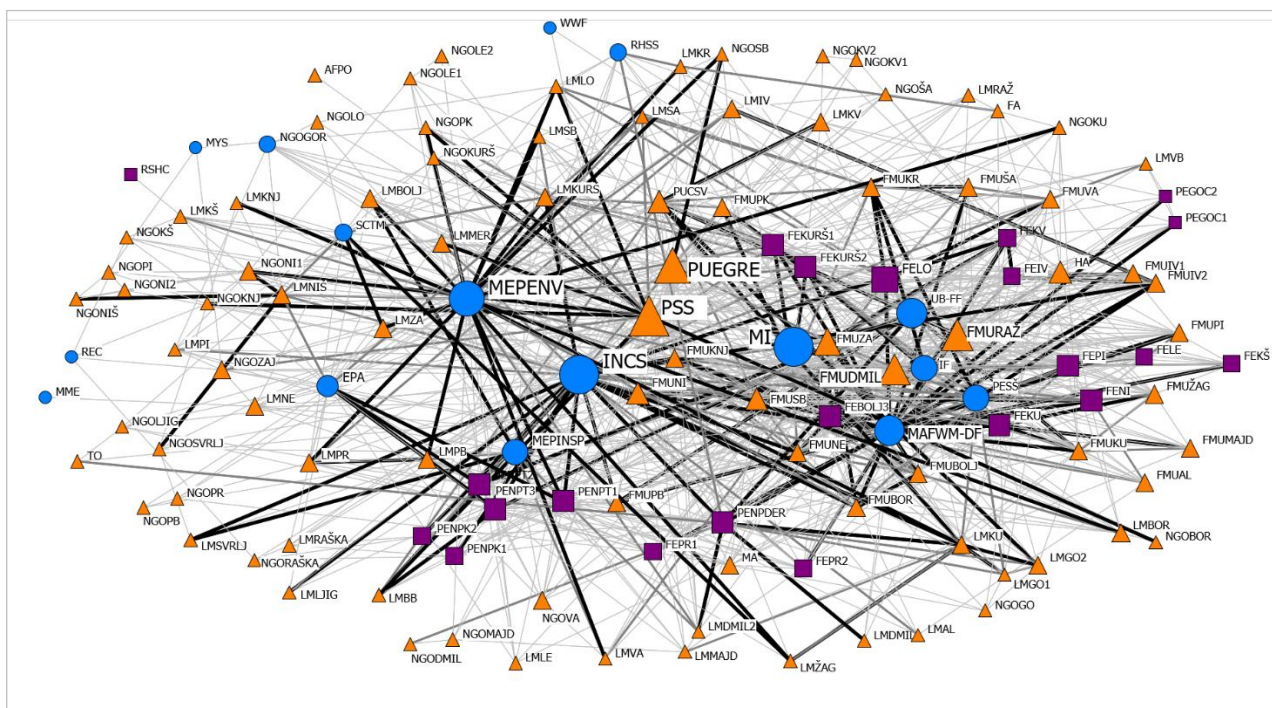 WWF
RHSS
NGOLE2
LMKR
NGOSB
NGOKV2
NGOKV1
AFPO
NGOLE1
LMLO
NGOŠA
LMRAŽ
NGOLO
LMSA
LMIV
LMKV
FA
NGOPK
LMSB
NGOKU
MYS
NGOGOR
NGOKURŠ
LMVB
RSHC
LMBOLJ
LMKURŠ
PUCSV
FMUPK
FMUKR
FMUŠA
FMUVA
PEGOC2
LMKNJ
LMKŠ
PEGOC1
SCTM
NGOKŠ
LMMER
FEKURŠ1
FEKV
NGOPI
NGONI1
PUEGRE
FEKURŠ2
FELO
FEIV
HA
FMUIV1
FMUIV2
NGONI2
MEPENV
NGONIŠ
NGOKNJ
LMNIŠ
PSS
UB-FF
LMZA
MI
FMUZA
FMURAŽ
FMUPI
LMPI
REC
FMUKNJ
INCS
FEPI
FELE
FEKŠ
NGOZAJ
IF
FMUDMIL
EPA
FMUNI
MME
PESS
FENI
FMUŽAG
LMNE
FMUSB
FEBOLJ3
FEKU
MAFWM-DF
NGOLJIG
NGOSVRLJ
MEPINSP
FMUNE
FMUKU
FMUMAJD
TO
LMPR
LMPB
FMUBOLJ
FMUAL
PENPT3
PENPT1
NGOPR
FMUPB
FMUBOR
NGOPB
PENPDER
PENPK2
LMBOR
LMSVRLJ
LMRAŠKA
LMKU
NGOBOR
NGORAŠKA
PENPK1
FEPR1
MA
FEPR2
LMGO2
LMGO1
LMLJIG
LMBB
NGOVA
NGOGO
NGOMAJD
LMDMIL2
LMDMIL
LMAL
NGODMIL
LMLE
LMVA
LMMAJD
LMŽAG